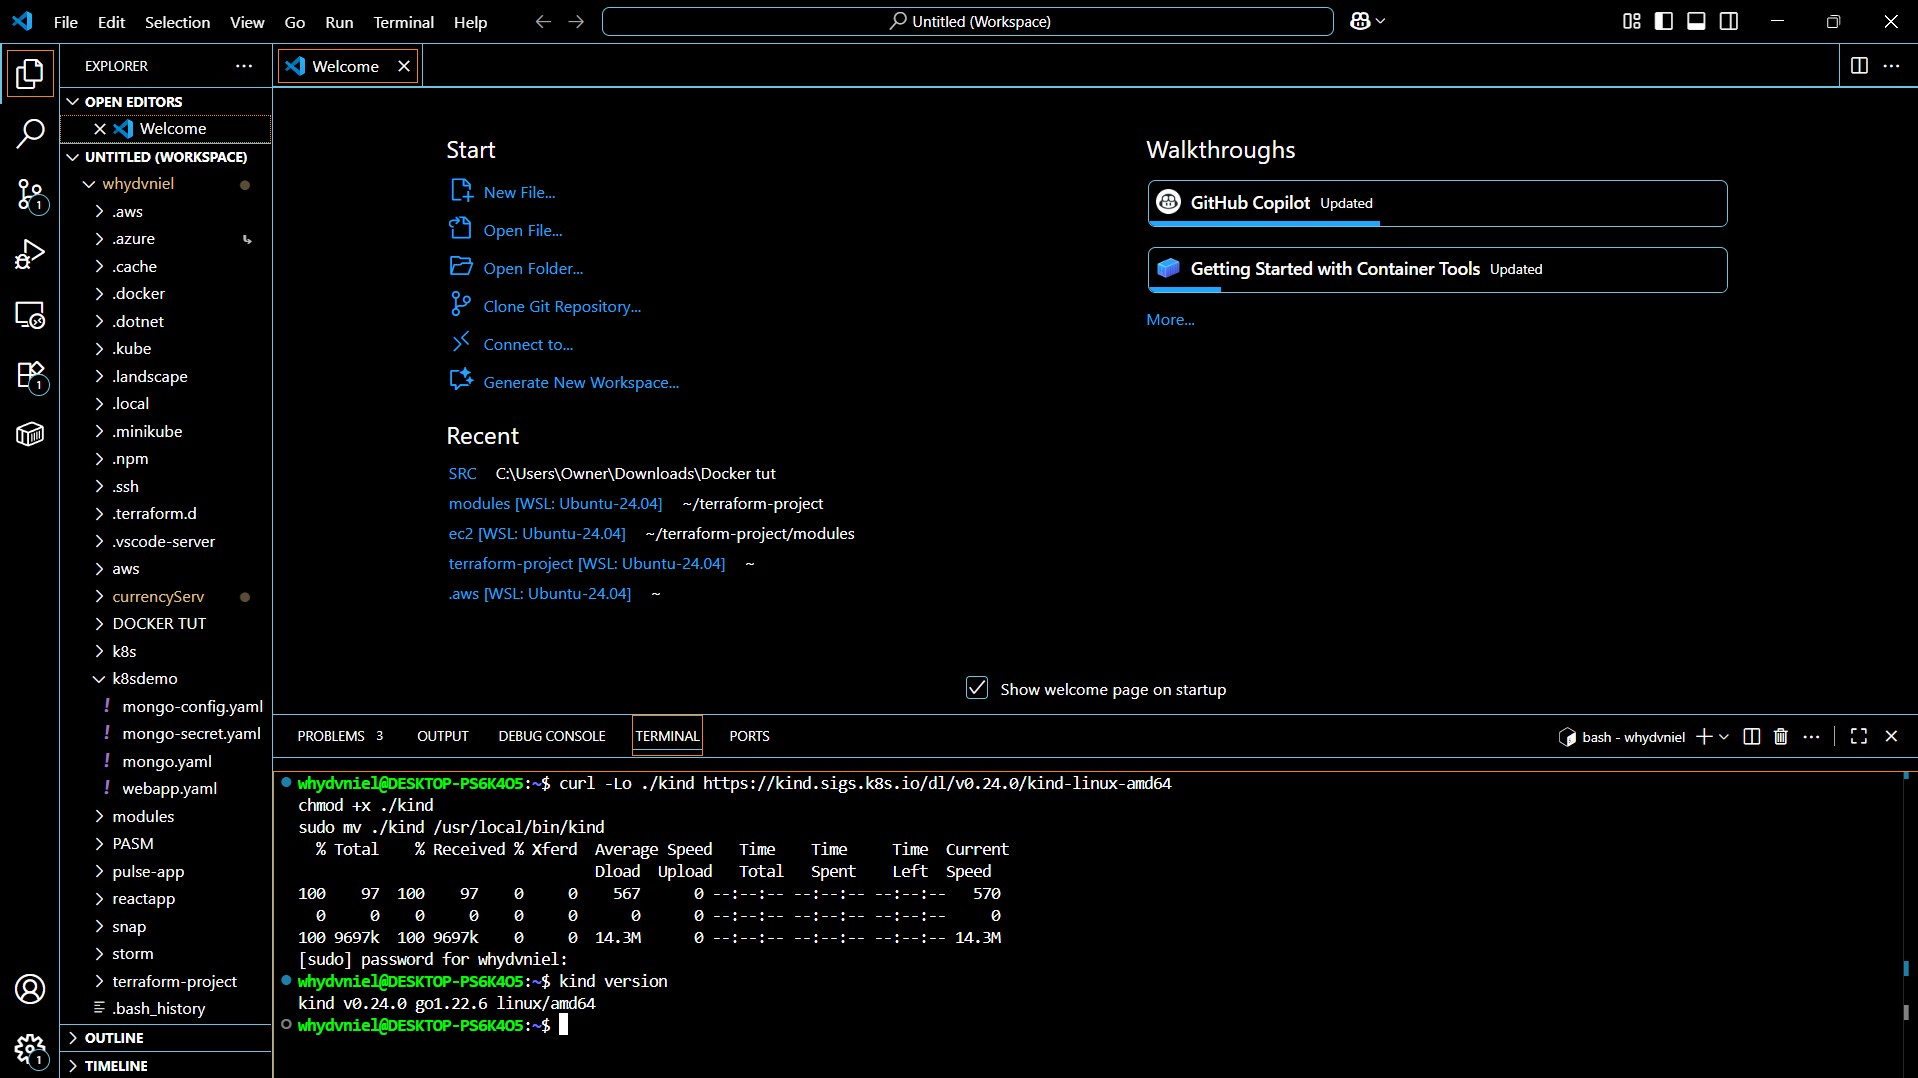 File Edit Selection View Go Run Terminal Help
Untitled (Workspace)
EXPLORER
Welcome
OPEN EDITORS
Welcome
UNTITLED (WORKSPACE)
whydvniel
.aws
.azure
.cache
.docker
.dotnet
.kube
.landscape
.local
.minikube
.npm
.ssh
.terraform.d
.vscode-server
aws
currencyServ
DOCKER TUT
k8s
k8sdemo
! mongo-config.yaml
! mongo-secret.yaml
! mongo.yaml
! webapp.yaml
modules
PASM
pulse-app
reactapp
snap
storm
terraform-project
.bash_history
OUTLINE
TIMELINE
1
1
1
Start
New File...
Open File...
Open Folder...
Clone Git Repository...
Connect to...
Generate New Workspace...
Recent
SRC C:\Users\Owner\Downloads\Docker tut
modules [WSL: Ubuntu-24.04] ~/terraform-project
ec2 [WSL: Ubuntu-24.04] ~/terraform-project/modules
terraform-project [WSL: Ubuntu-24.04] ~
.aws [WSL: Ubuntu-24.04] ~
Walkthroughs
GitHub Copilot Updated
Getting Started with Container Tools Updated
More...
Show welcome page on startup
PROBLEMS 3 OUTPUT DEBUG CONSOLE TERMINAL PORTS
bash - whydvniel
whydvniel@DESKTOP-PS6K4O5:~$ curl -Lo ./kind https://kind.sigs.k8s.io/dl/v0.24.0/kind-linux-amd64
chmod +x ./kind
sudo mv ./kind /usr/local/bin/kind
% Total % Received % Xferd Average Speed Time Time Time Current
Dload Upload Total Spent Left Speed
100 97 100 97 0 0 567 0 --:--:-- --:--:-- --:--:-- 570
0 0 0 0 0 0 0 0 --:--:-- --:--:-- --:--:-- 0
100 9697k 100 9697k 0 0 14.3M 0 --:--:-- --:--:-- --:--:-- 14.3M
[sudo] password for whydvniel:
whydvniel@DESKTOP-PS6K4O5:~$ kind version
kind v0.24.0 go1.22.6 linux/amd64
whydvniel@DESKTOP-PS6K4O5:~$